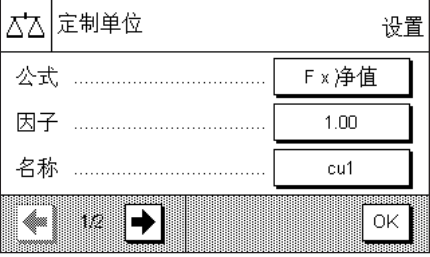 定制单位 设置
公式 ................................ F x 净值
因子 ................................ 1.00
名称 ................................ cu1
1/2 OK